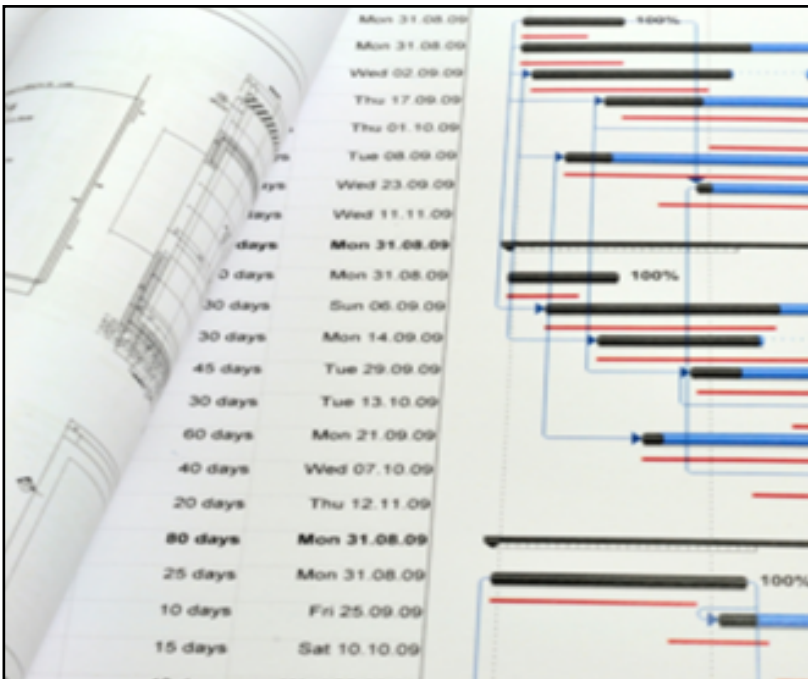 Mon 31.08.09 100%
Mon 31.08.09
Wed 02.09.09
Thu 17.09.09
Thu 01.10.09
Tue 08.09.09
Wed 23.09.09
Wed 11.11.09
days Mon 31.08.09
days Mon 31.08.09 100%
30 days Sun 06.09.09
30 days Mon 14.09.09
45 days Tue 29.09.09
30 days Tue 13.10.09
60 days Mon 21.09.09
40 days Wed 07.10.09
20 days Thu 12.11.09
80 days Mon 31.08.09
25 days Mon 31.08.09 100%
10 days Fri 25.09.09
15 days Sat 10.10.09